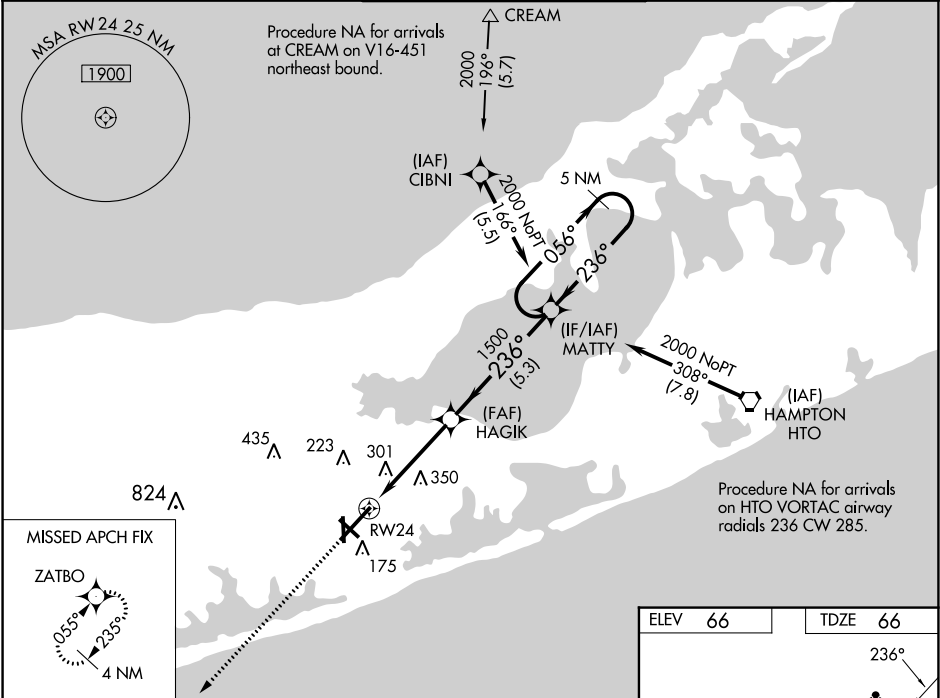 MSA RW24 25 NM
1900
Procedure NA for arrivals
at CREAM on V16-451
northeast bound.
CREAM
2000
196°
(5.7)
(IAF)
CIBNI
2000 NoPT
166°
(5.5)
5 NM
056°
236°
(IF/IAF)
MATTY
1500
236°
(5.3)
2000 NoPT
308°
(7.8)
(IAF)
HAMPTON
HTO
(FAF)
HAGIK
435
223
301
350
824
RW24
175
Procedure NA for arrivals
on HTO VORTAC airway
radials 236 CW 285.
MISSED APCH FIX
ZATBO
055°
235°
4 NM
ELEV 66
TDZE 66
236°